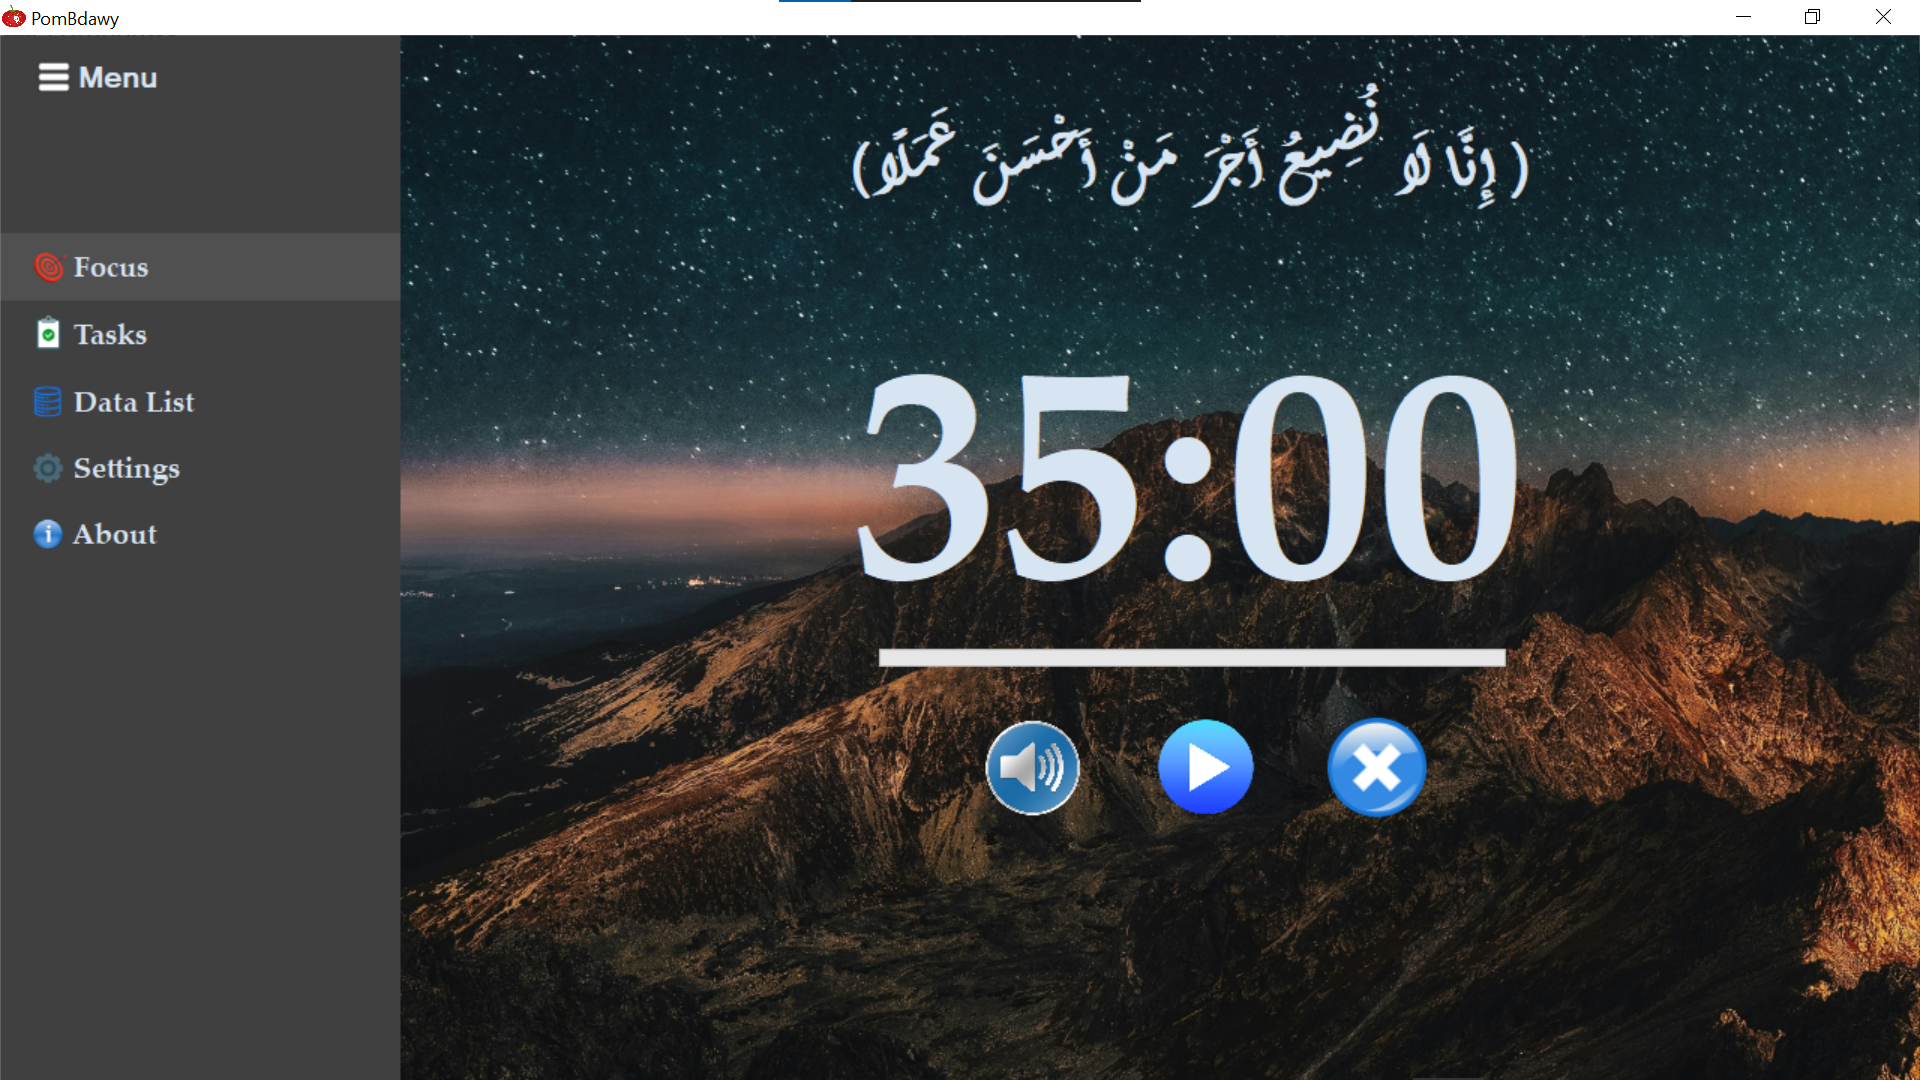 PomBdawy
Menu
Focus
Tasks
Data List
Settings
About
( إِنَّا لَا نُضِيعُ أَجْرَ مَنْ أَحْسَنَ عَمَلًا)
35:00